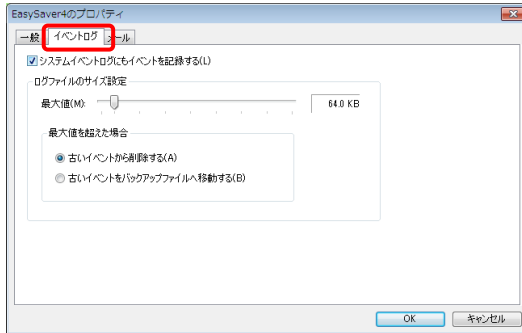 EasySaver4のプロパティ
一般 イベントログ メール
システムイベントログにもイベントを記録する(L)
ログファイルのサイズ設定
最大値(M): 64.0 KB
最大値を超えた場合
古いイベントから削除する(A)
古いイベントをバックアップファイルへ移動する(B)
OK キャンセル